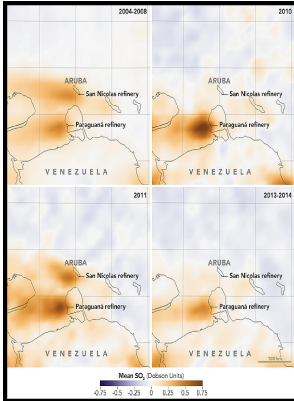 2004-2008
ARUBA
San Nicolas refinery
Paraguaná refinery
VENEZUELA
2010
ARUBA
San Nicolas refinery
Paraguaná refinery
VENEZUELA
2011
ARUBA
San Nicolas refinery
Paraguaná refinery
VENEZUELA
2013-2014
ARUBA
San Nicolas refinery
Paraguaná refinery
VENEZUELA
Mean SO₂ (Dobson Units)
-0.75 -0.5 -0.25 0 0.25 0.5 0.75